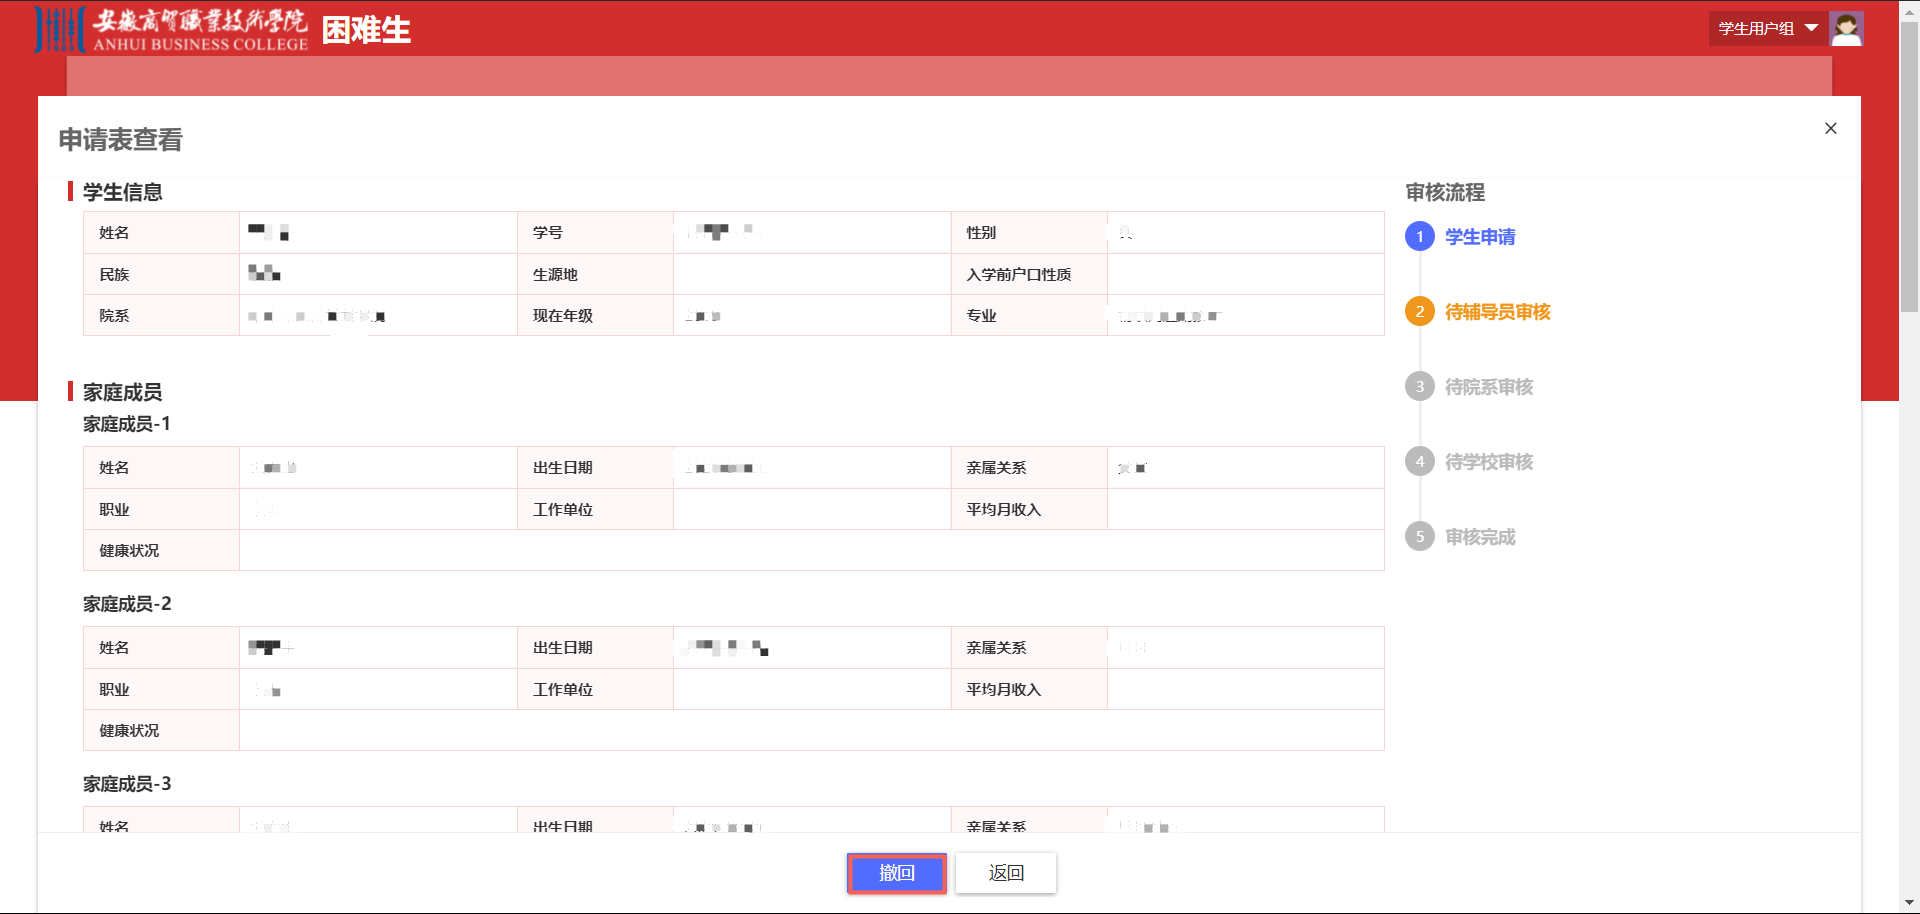 安徽商贸職業技術學院 困难生
ANHUI BUSINESS COLLEGE
学生用户组
申请表查看
学生信息
姓名 学号 性别
民族 生源地 入学前户口性质
院系 现在年级 专业
家庭成员
家庭成员-1
姓名 出生日期 亲属关系
职业 工作单位 平均月收入
健康状况
家庭成员-2
姓名 出生日期 亲属关系
职业 工作单位 平均月收入
健康状况
家庭成员-3
姓名 出生日期 亲属关系
审核流程
1 学生申请
2 待辅导员审核
3 待院系审核
4 待学校审核
5 审核完成
撤回 返回